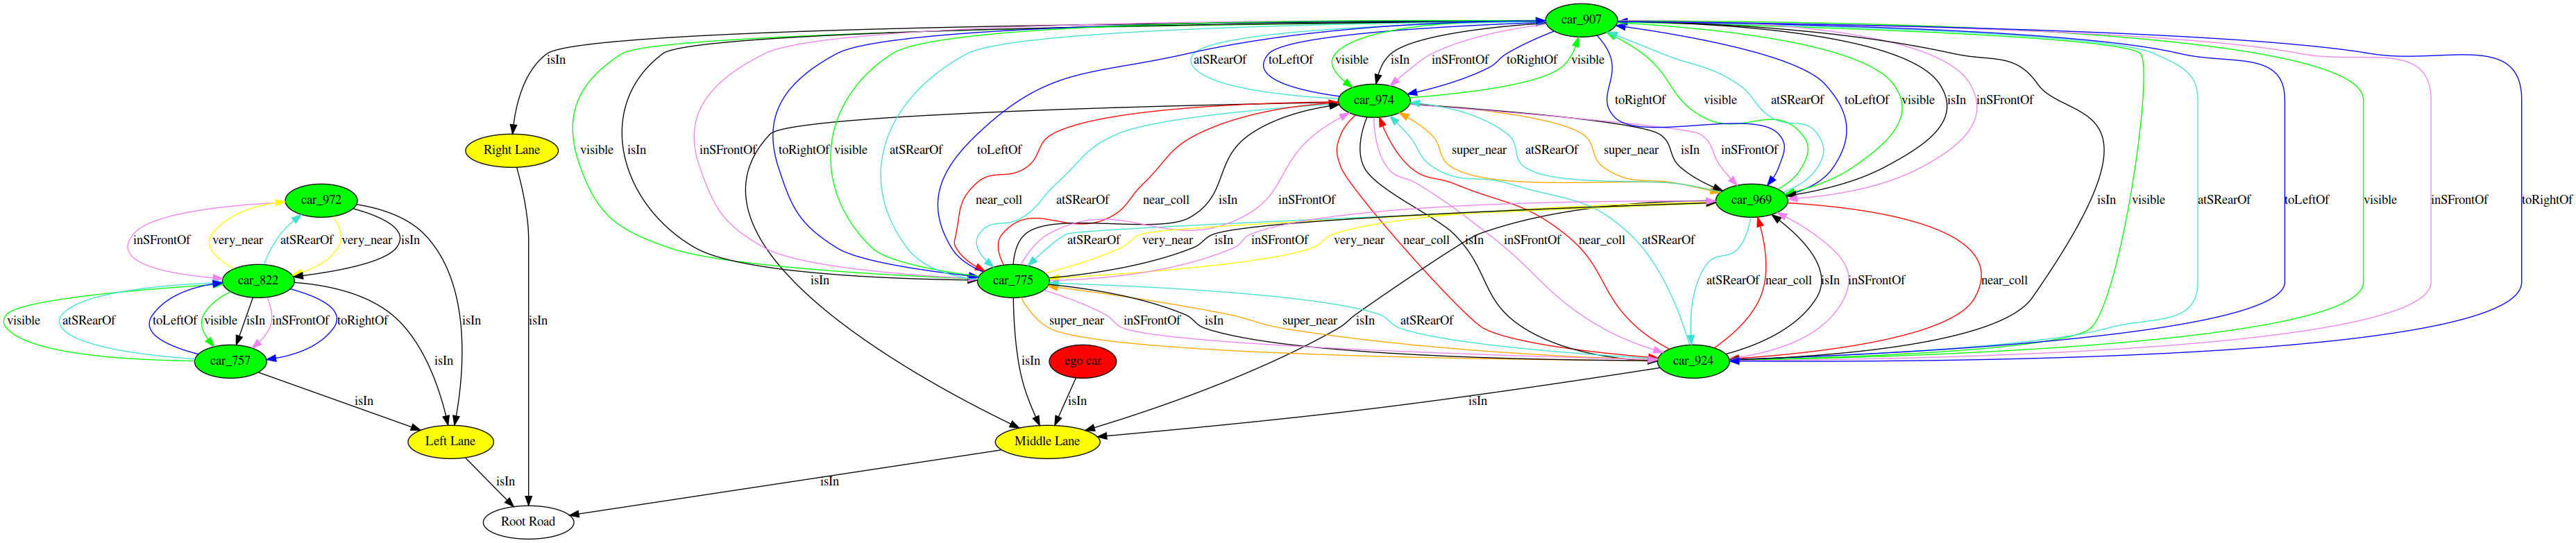 car_907
isIn
atSRearOf
toLeftOf
visible
isIn
inSFrontOf
toRightOf
visible
car_974
toRightOf
visible
atSRearOf
toLeftOf
visible
isIn
inSFrontOf
Right Lane
visible
isIn
inSFrontOf
toRightOf
visible
atSRearOf
toLeftOf
super_near
atSRearOf
super_near
isIn
inSFrontOf
car_972
near_coll
atSRearOf
near_coll
isIn
inSFrontOf
car_969
isIn
visible
atSRearOf
toLeftOf
visible
inSFrontOf
toRightOf
inSFrontOf
very_near
atSRearOf
very_near
isIn
atSRearOf
very_near
isIn
inSFrontOf
very_near
near_coll
isIn
inSFrontOf
near_coll
atSRearOf
car_822
isIn
car_775
atSRearOf
near_coll
isIn
inSFrontOf
near_coll
visible
atSRearOf
toLeftOf
visible
isIn
inSFrontOf
toRightOf
isIn
isIn
super_near
inSFrontOf
isIn
super_near
isIn
atSRearOf
car_757
isIn
isIn
ego car
car_924
isIn
isIn
isIn
Left Lane
Middle Lane
isIn
isIn
Root Road